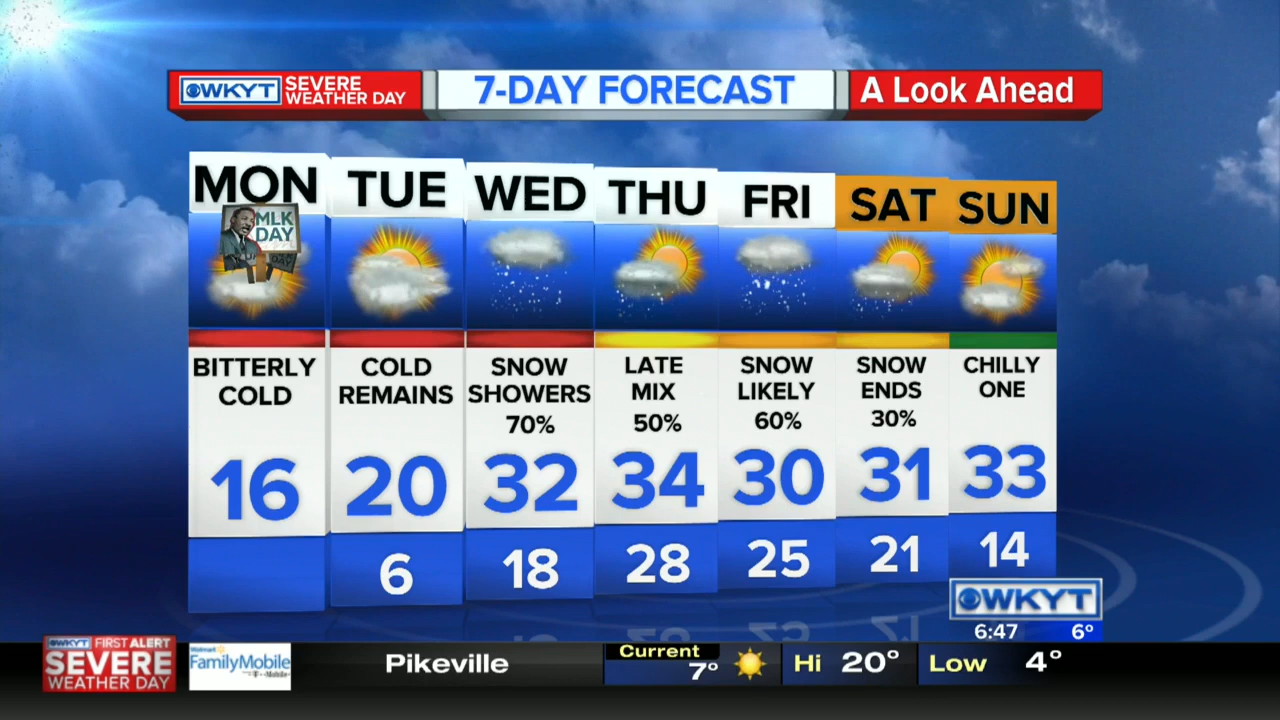 WKYT SEVERE WEATHER DAY
7-DAY FORECAST
A Look Ahead
MON
TUE
WED
THU
FRI
SAT
SUN
MLK
DAY
BITTERLY
COLD
16
COLD
REMAINS
20
6
SNOW
SHOWERS
70%
32
18
LATE
MIX
50%
34
28
SNOW
LIKELY
60%
30
25
SNOW
ENDS
30%
31
21
CHILLY
ONE
33
14
WKYT
6:47 6°
WKYT FIRST ALERT
SEVERE
WEATHER DAY
Walmart
FamilyMobile
Pikeville
Current
7°
Hi 20°
Low 4°